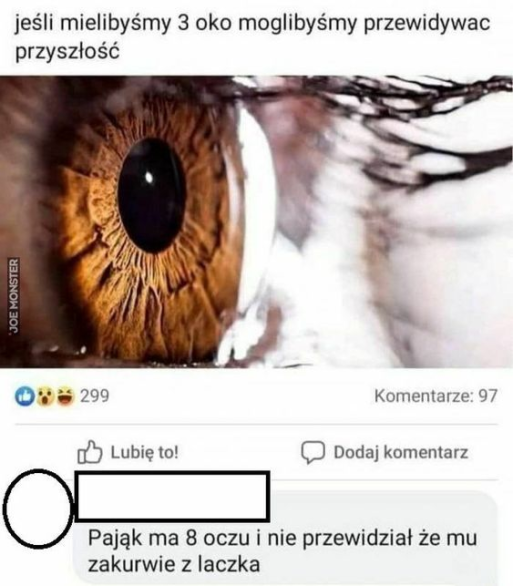 jeśli mielibyśmy 3 oko moglibyśmy przewidywac
przyszłość
JOE MONSTER
299
Komentarze: 97
Lubię to!
Dodaj komentarz
Pająk ma 8 oczu i nie przewidział że mu
zakurwie z laczka